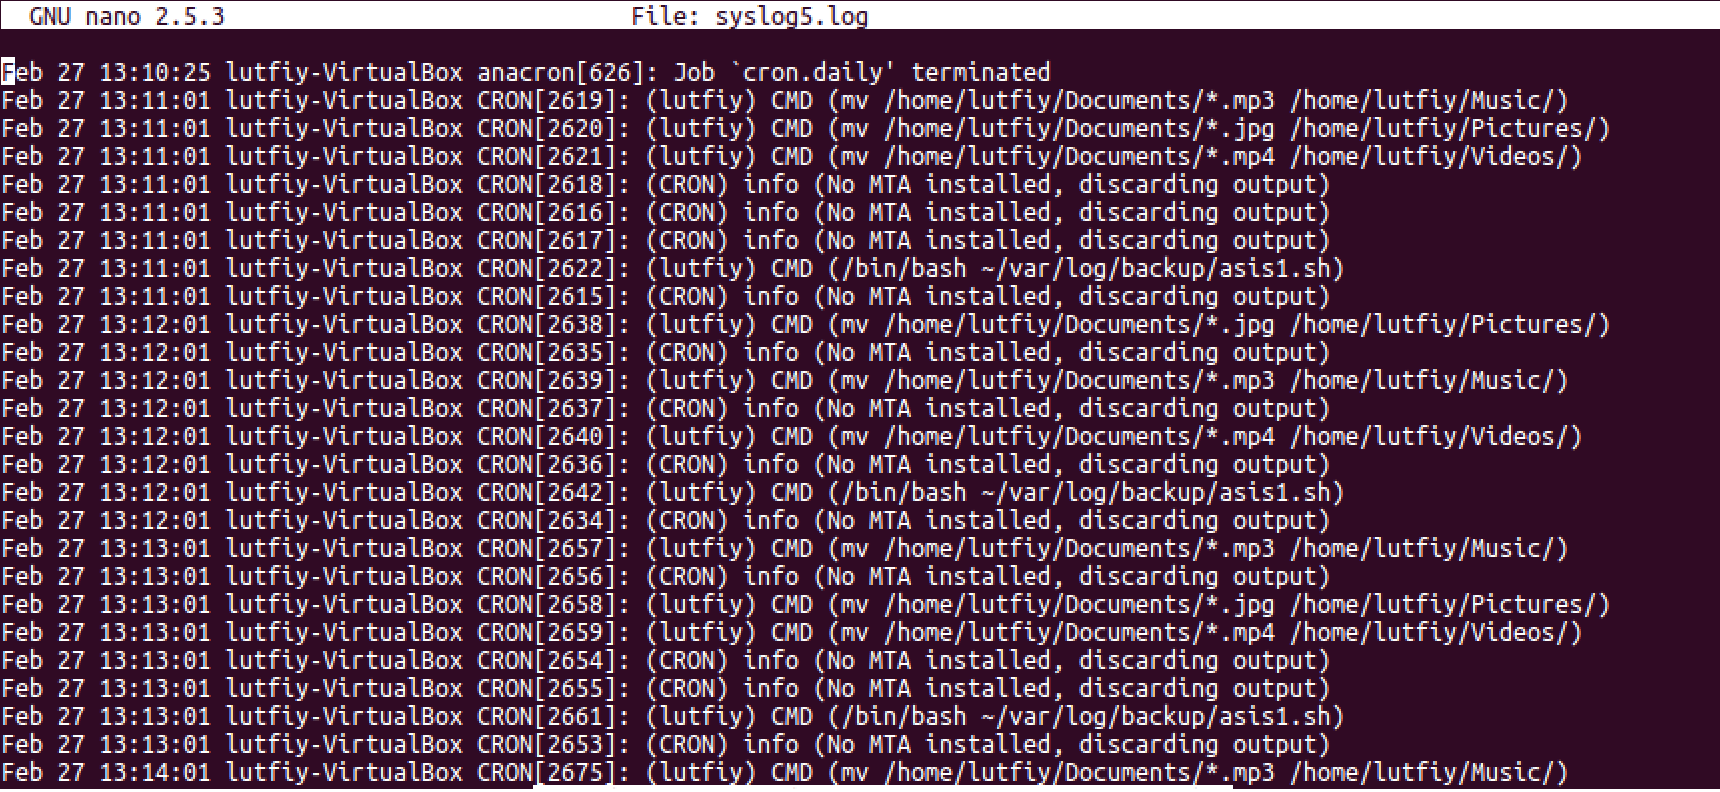 GNU nano 2.5.3 File: syslog5.log
Feb 27 13:10:25 lutfiy-VirtualBox anacron[626]: Job `cron.daily' terminated
Feb 27 13:11:01 lutfiy-VirtualBox CRON[2619]: (lutfiy) CMD (mv /home/lutfiy/Documents/*.mp3 /home/lutfiy/Music/)
Feb 27 13:11:01 lutfiy-VirtualBox CRON[2620]: (lutfiy) CMD (mv /home/lutfiy/Documents/*.jpg /home/lutfiy/Pictures/)
Feb 27 13:11:01 lutfiy-VirtualBox CRON[2621]: (lutfiy) CMD (mv /home/lutfiy/Documents/*.mp4 /home/lutfiy/Videos/)
Feb 27 13:11:01 lutfiy-VirtualBox CRON[2618]: (CRON) info (No MTA installed, discarding output)
Feb 27 13:11:01 lutfiy-VirtualBox CRON[2616]: (CRON) info (No MTA installed, discarding output)
Feb 27 13:11:01 lutfiy-VirtualBox CRON[2617]: (CRON) info (No MTA installed, discarding output)
Feb 27 13:11:01 lutfiy-VirtualBox CRON[2622]: (lutfiy) CMD (/bin/bash ~/var/log/backup/asis1.sh)
Feb 27 13:11:01 lutfiy-VirtualBox CRON[2615]: (CRON) info (No MTA installed, discarding output)
Feb 27 13:12:01 lutfiy-VirtualBox CRON[2638]: (lutfiy) CMD (mv /home/lutfiy/Documents/*.jpg /home/lutfiy/Pictures/)
Feb 27 13:12:01 lutfiy-VirtualBox CRON[2635]: (CRON) info (No MTA installed, discarding output)
Feb 27 13:12:01 lutfiy-VirtualBox CRON[2639]: (lutfiy) CMD (mv /home/lutfiy/Documents/*.mp3 /home/lutfiy/Music/)
Feb 27 13:12:01 lutfiy-VirtualBox CRON[2637]: (CRON) info (No MTA installed, discarding output)
Feb 27 13:12:01 lutfiy-VirtualBox CRON[2640]: (lutfiy) CMD (mv /home/lutfiy/Documents/*.mp4 /home/lutfiy/Videos/)
Feb 27 13:12:01 lutfiy-VirtualBox CRON[2636]: (CRON) info (No MTA installed, discarding output)
Feb 27 13:12:01 lutfiy-VirtualBox CRON[2642]: (lutfiy) CMD (/bin/bash ~/var/log/backup/asis1.sh)
Feb 27 13:12:01 lutfiy-VirtualBox CRON[2634]: (CRON) info (No MTA installed, discarding output)
Feb 27 13:13:01 lutfiy-VirtualBox CRON[2657]: (lutfiy) CMD (mv /home/lutfiy/Documents/*.mp3 /home/lutfiy/Music/)
Feb 27 13:13:01 lutfiy-VirtualBox CRON[2656]: (CRON) info (No MTA installed, discarding output)
Feb 27 13:13:01 lutfiy-VirtualBox CRON[2658]: (lutfiy) CMD (mv /home/lutfiy/Documents/*.jpg /home/lutfiy/Pictures/)
Feb 27 13:13:01 lutfiy-VirtualBox CRON[2659]: (lutfiy) CMD (mv /home/lutfiy/Documents/*.mp4 /home/lutfiy/Videos/)
Feb 27 13:13:01 lutfiy-VirtualBox CRON[2654]: (CRON) info (No MTA installed, discarding output)
Feb 27 13:13:01 lutfiy-VirtualBox CRON[2655]: (CRON) info (No MTA installed, discarding output)
Feb 27 13:13:01 lutfiy-VirtualBox CRON[2661]: (lutfiy) CMD (/bin/bash ~/var/log/backup/asis1.sh)
Feb 27 13:13:01 lutfiy-VirtualBox CRON[2653]: (CRON) info (No MTA installed, discarding output)
Feb 27 13:14:01 lutfiy-VirtualBox CRON[2675]: (lutfiy) CMD (mv /home/lutfiy/Documents/*.mp3 /home/lutfiy/Music/)